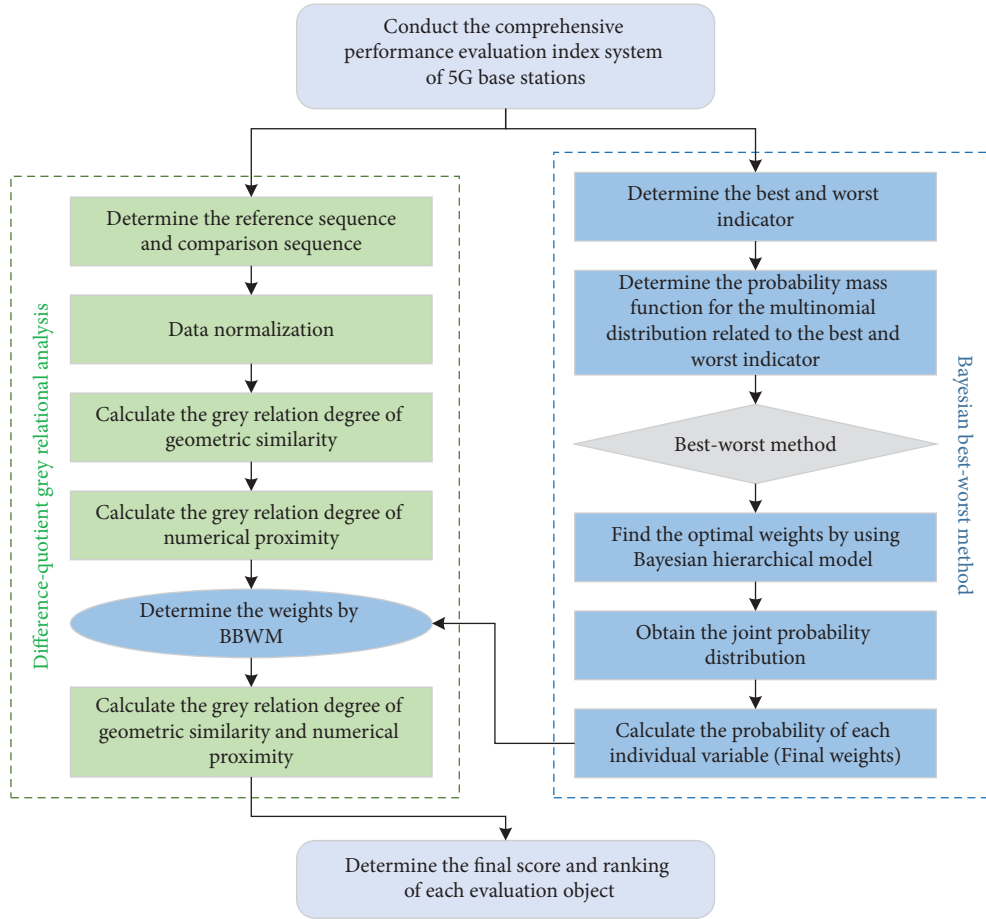 Conduct the comprehensive
performance evaluation index system
of 5G base stations
Difference-quotient grey relational analysis
Determine the reference sequence
and comparison sequence
Data normalization
Calculate the grey relation degree of
geometric similarity
Calculate the grey relation degree of
numerical proximity
Determine the weights by
BBWM
Calculate the grey relation degree of
geometric similarity and numerical
proximity
Determine the best and worst
indicator
Determine the probability mass
function for the multinomial
distribution related to the best and
worst indicator
Best-worst method
Find the optimal weights by using
Bayesian hierarchical model
Obtain the joint probability
distribution
Calculate the probability of each
individual variable (Final weights)
Bayesian best-worst method
Determine the final score and ranking
of each evaluation object